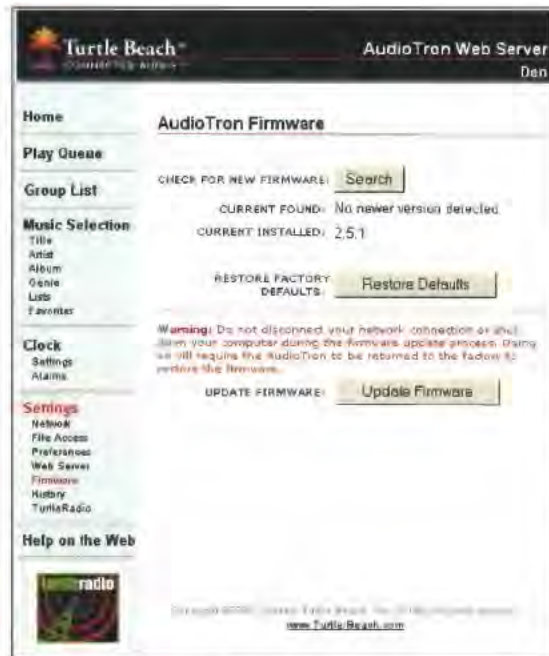 Turtle Beach™
CONNECTED AUDIO
AudioTron Web Server
Den
Home
Play Queue
Group List
Music Selection
Title
Artist
Album
Genre
Lists
Favorites
Clock
Settings
Alarms
Settings
Network
File Access
Preferences
Web Server
Firmware
History
TurtleRadio
Help on the Web
radio
AudioTron Firmware
CHECK FOR NEW FIRMWARE: Search
CURRENT FOUND: No newer version detected
CURRENT INSTALLED: 2.5.1
RESTORE FACTORY
DEFAULTS: Restore Defaults
Warning: Do not disconnect your network connection or shut
down your computer during the firmware update process. Doing
so will require the AudioTron to be returned to the factory to
restore the firmware.
UPDATE FIRMWARE: Update Firmware
www.TurtleBeach.com